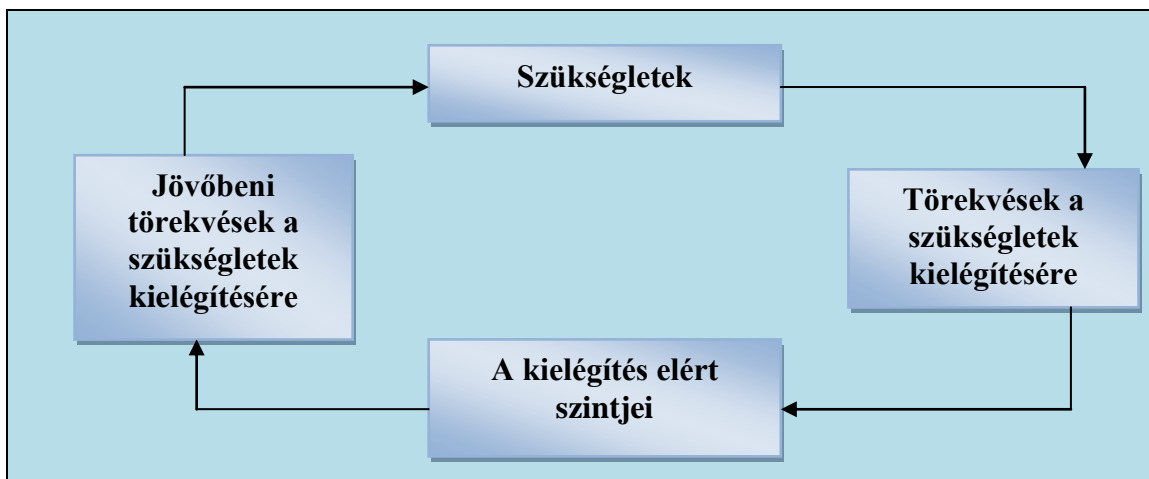 Szükségletek
Jövőbeni
törekvések a
szükségletek
kielégítésére
Törekvések a
szükségletek
kielégítésére
A kielégítés elért
szintjei